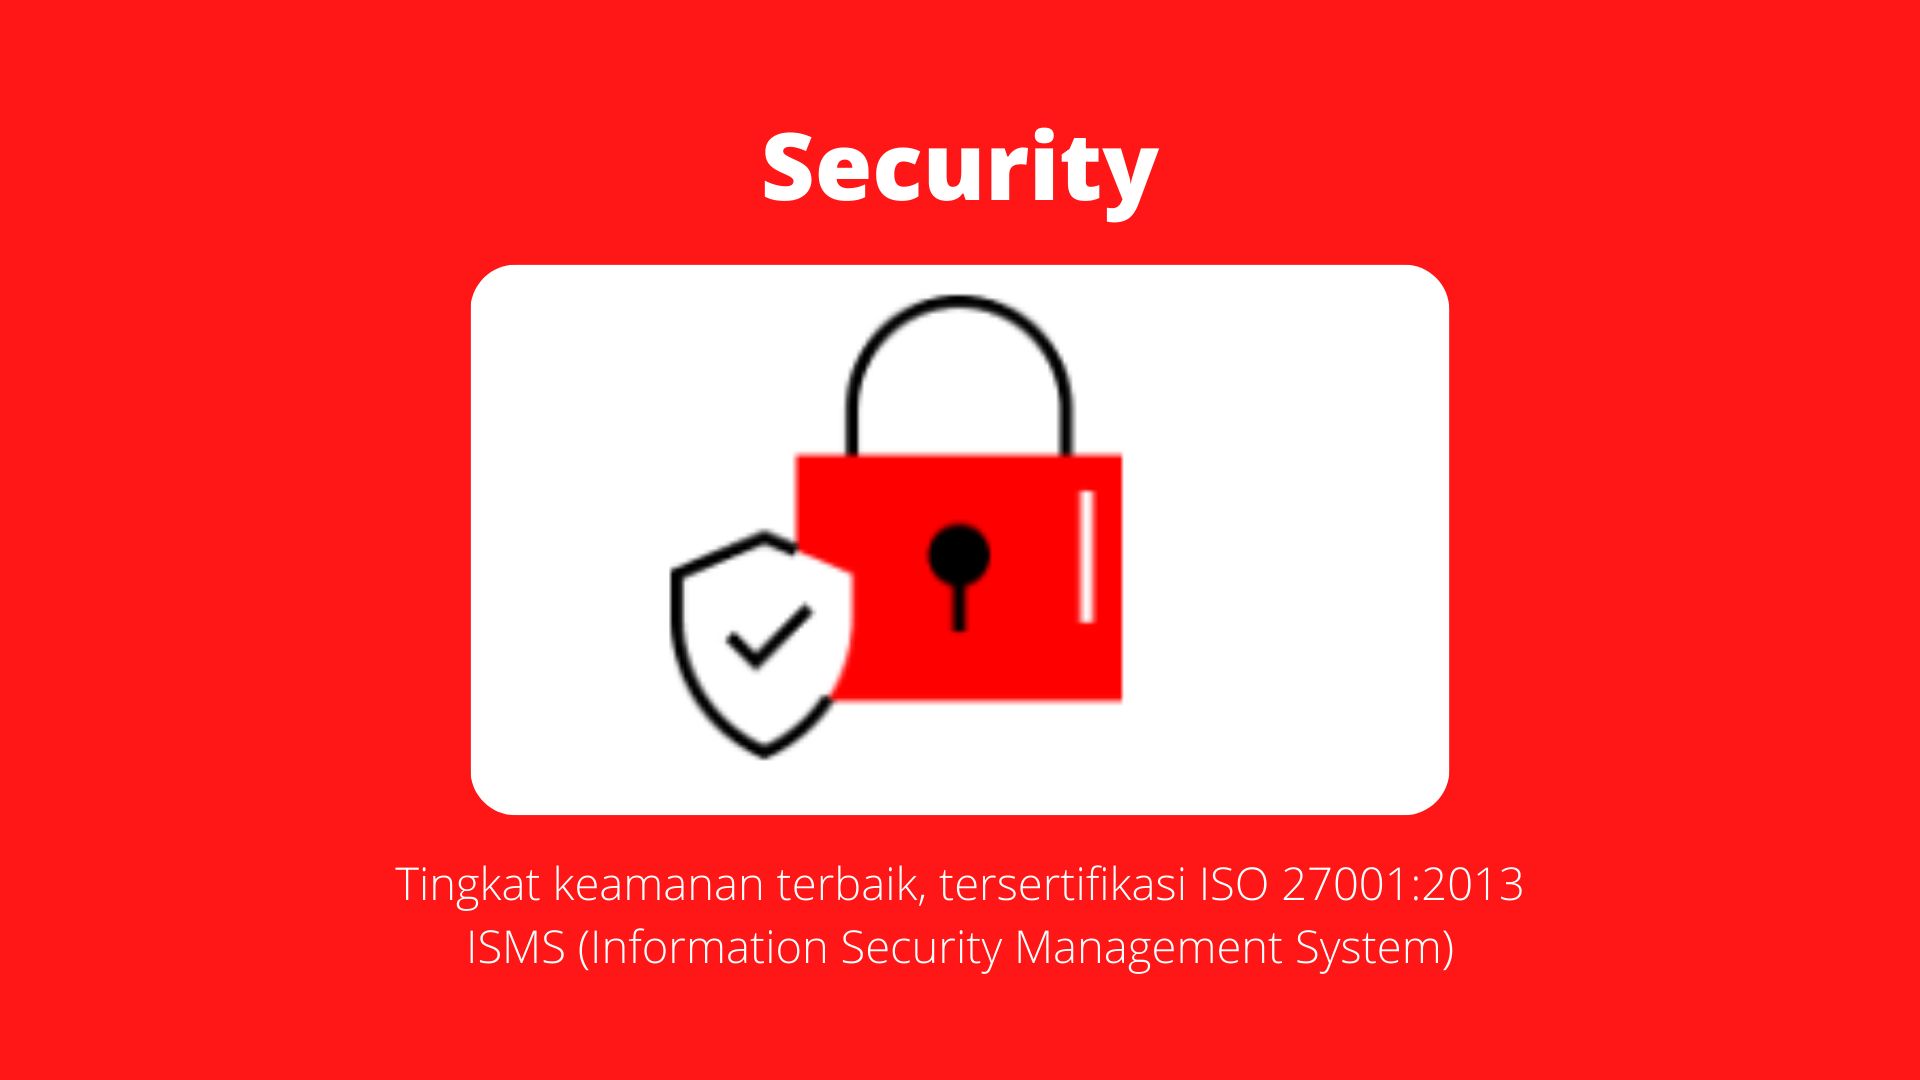 Security
Tingkat keamanan terbaik, tersertifikasi ISO 27001:2013
ISMS (Information Security Management System)